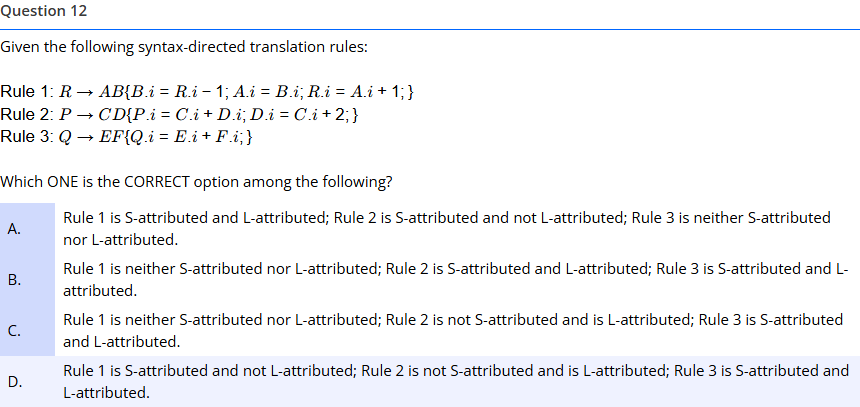 Question 12
Given the following syntax-directed translation rules:
Rule 1: R → AB{B.i = R.i − 1; A.i = B.i; R.i = A.i + 1;}
Rule 2: P → CD{P.i = C.i + D.i; D.i = C.i + 2;}
Rule 3: Q → EF{Q.i = E.i + F.i;}
Which ONE is the CORRECT option among the following?
A. Rule 1 is S-attributed and L-attributed; Rule 2 is S-attributed and not L-attributed; Rule 3 is neither S-attributed
nor L-attributed.
B. Rule 1 is neither S-attributed nor L-attributed; Rule 2 is S-attributed and L-attributed; Rule 3 is S-attributed and L-
attributed.
C. Rule 1 is neither S-attributed nor L-attributed; Rule 2 is not S-attributed and is L-attributed; Rule 3 is S-attributed
and L-attributed.
D. Rule 1 is S-attributed and not L-attributed; Rule 2 is not S-attributed and is L-attributed; Rule 3 is S-attributed and
L-attributed.